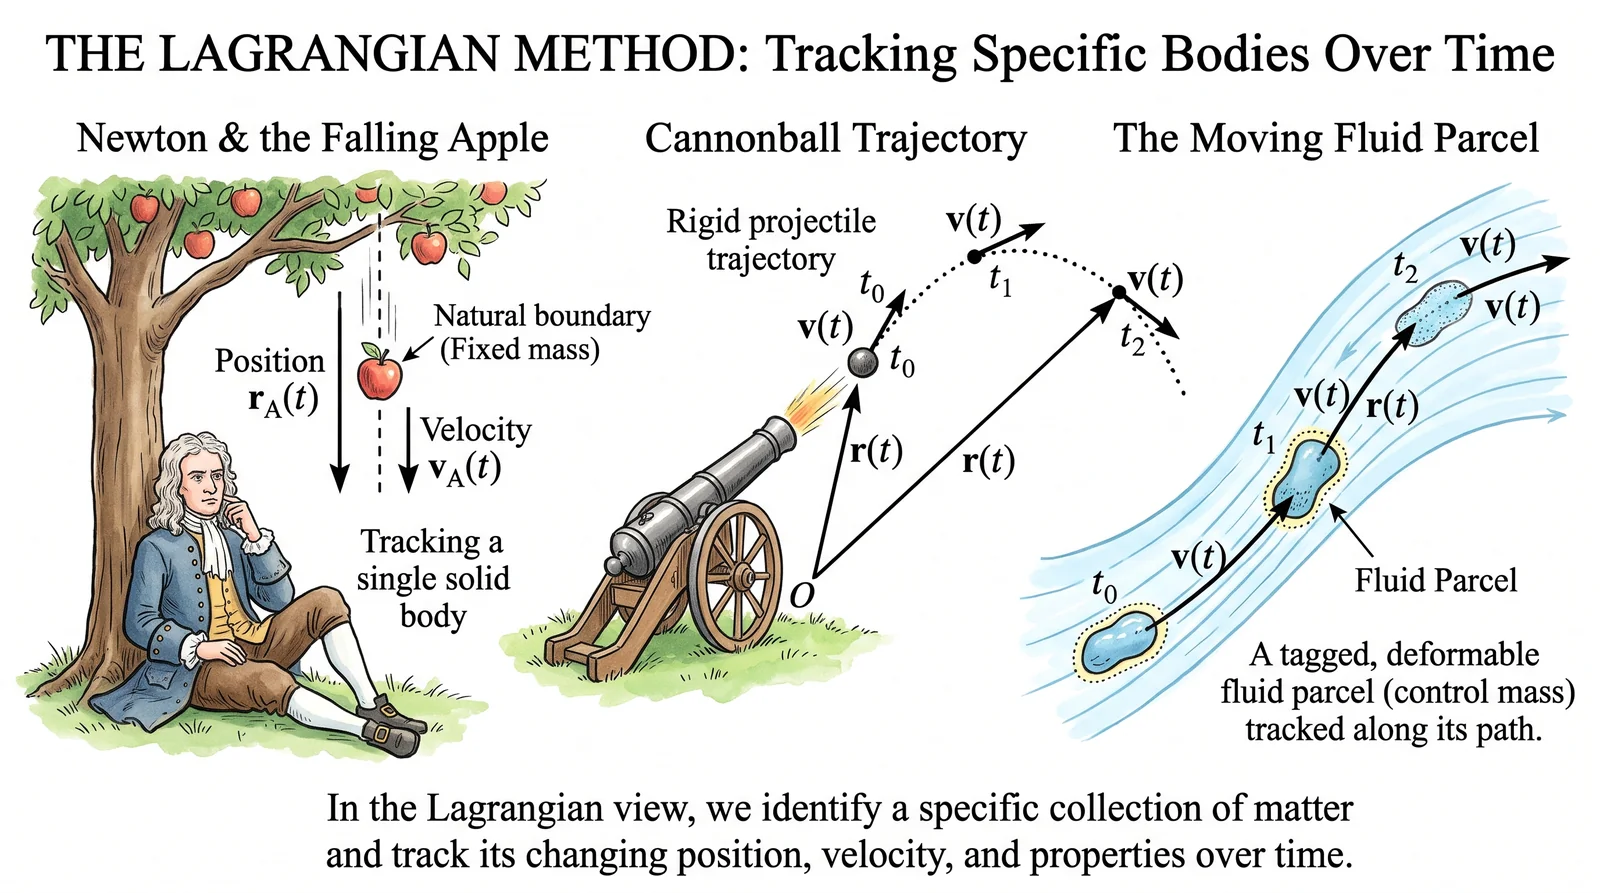 THE LAGRANGIAN METHOD: Tracking Specific Bodies Over Time
Newton & the Falling Apple
Position
r_A(t)
Natural boundary
(Fixed mass)
Velocity
v_A(t)
Tracking a
single solid
body
Cannonball Trajectory
Rigid projectile
trajectory
v(t)
t₀
t₀
v(t)
t₁
v(t)
t₂
r(t)
r(t)
O
The Moving Fluid Parcel
v(t)
t₂
v(t)
v(t)
r(t)
t₁
v(t)
t₀
Fluid Parcel
A tagged, deformable
fluid parcel (control mass)
tracked along its path.
In the Lagrangian view, we identify a specific collection of matter
and track its changing position, velocity, and properties over time.